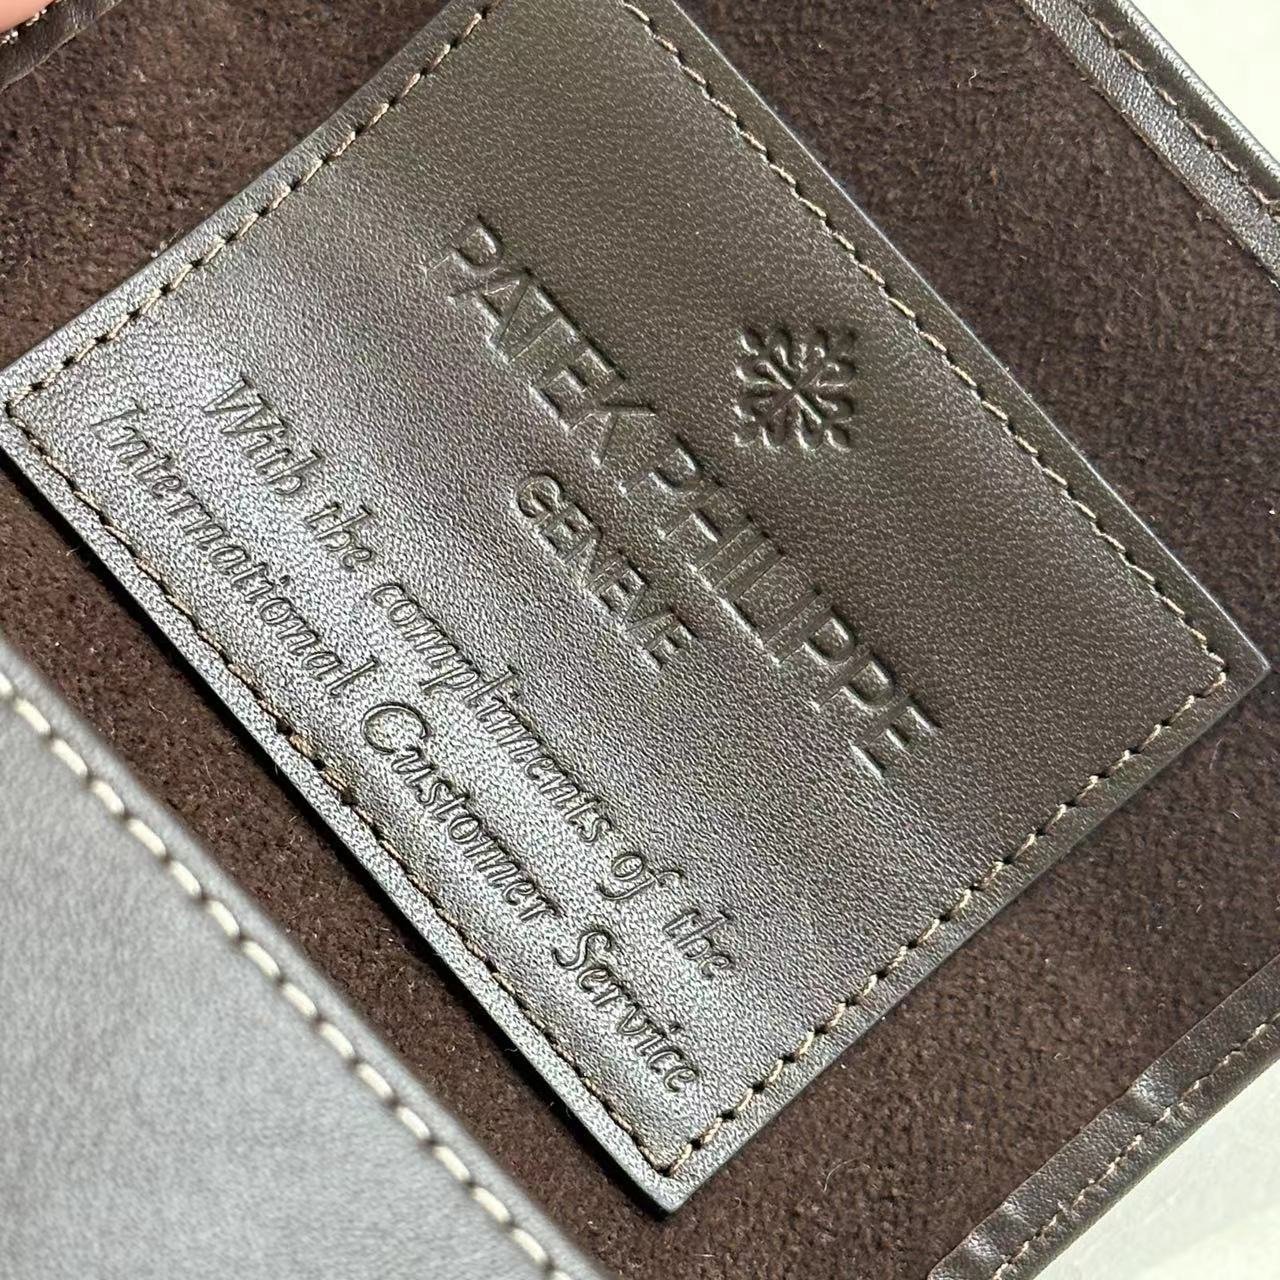 PATEK PHILIPPE
GENEVE
With the compliments of the
International Customer Service